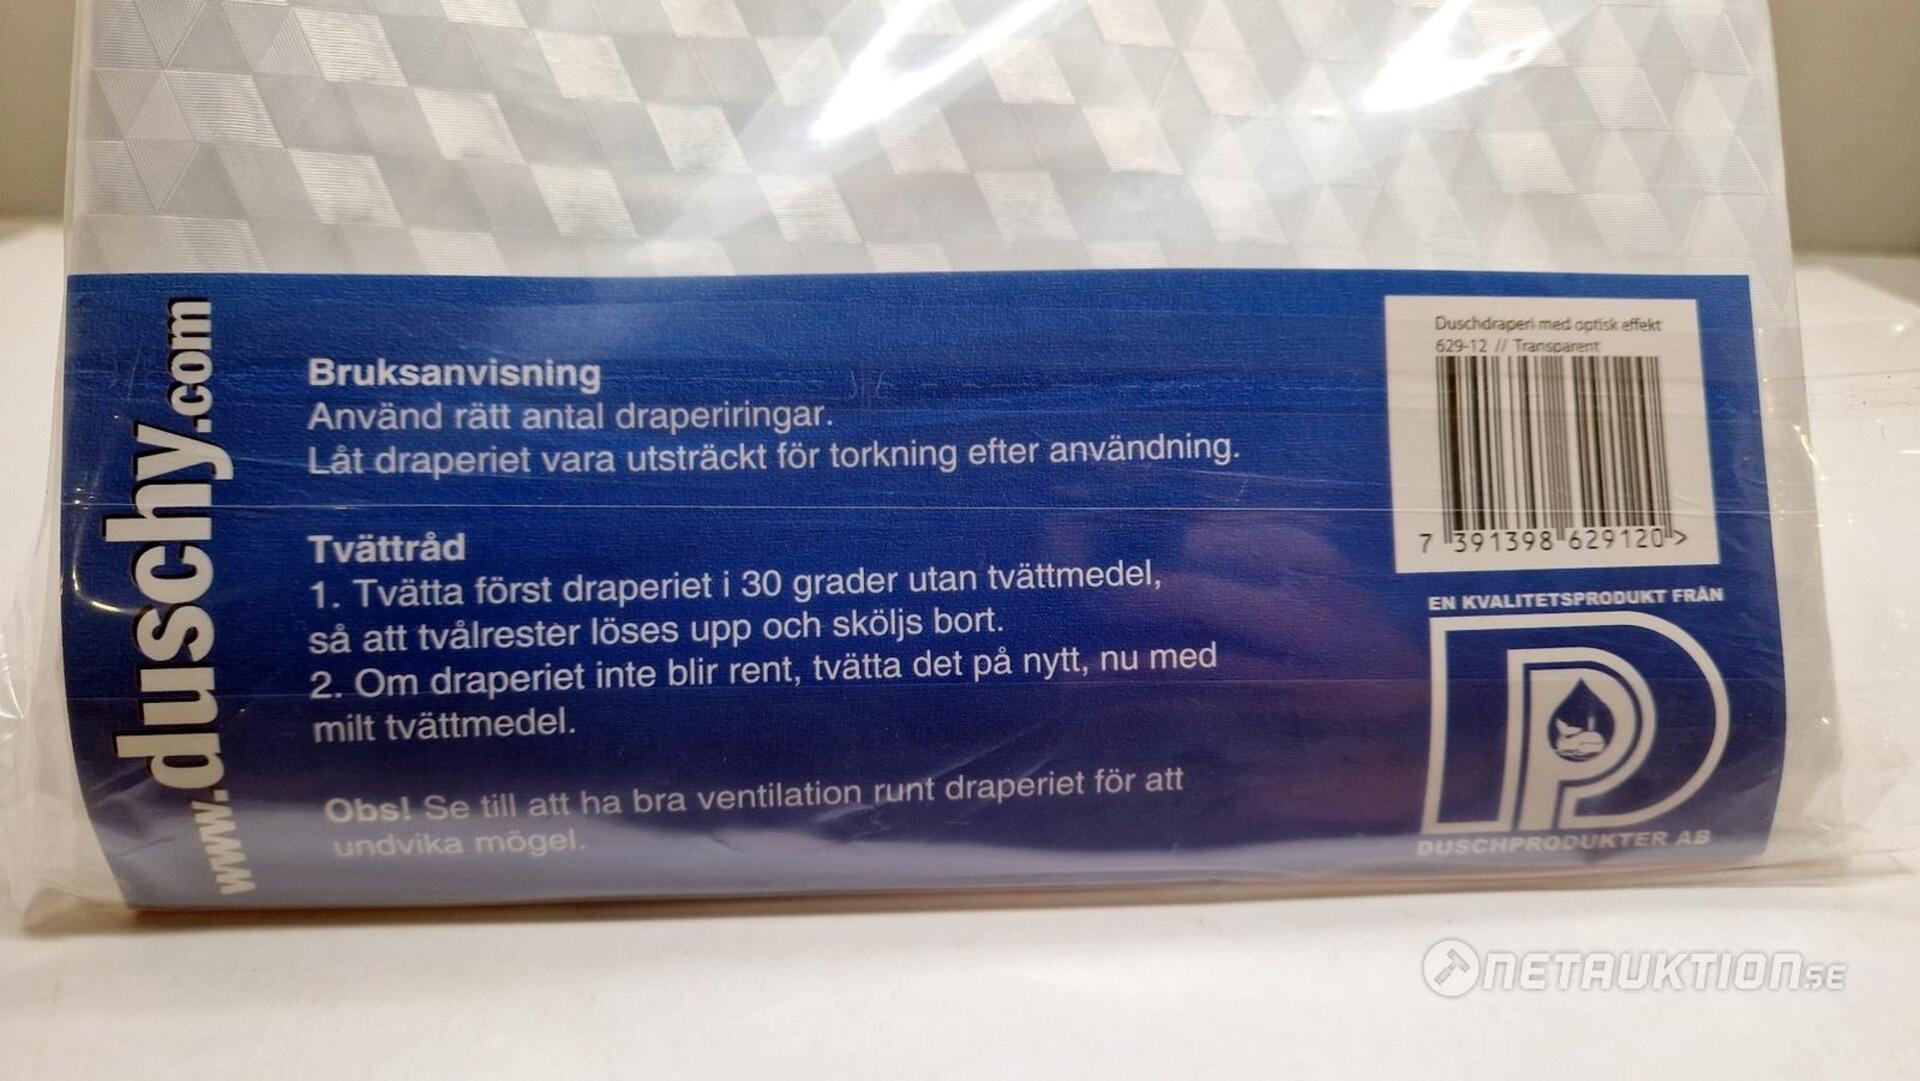 www.duschy.com
Bruksanvisning
Använd rätt antal draperiringar.
Låt draperiet vara utsträckt för torkning efter användning.
Tvättråd
1. Tvätta först draperiet i 30 grader utan tvättmedel,
så att tvålrester löses upp och sköljs bort.
2. Om draperiet inte blir rent, tvätta det på nytt, nu med
milt tvättmedel.
Obs! Se till att ha bra ventilation runt draperiet för att
undvika mögel.
Duschdraperi med optisk effekt
629-12 // Transparent
7 391398 629120 >
EN KVALITETSPRODUKT FRÅN
DP
DUSCHPRODUKTER AB
NETAUKTION.SE